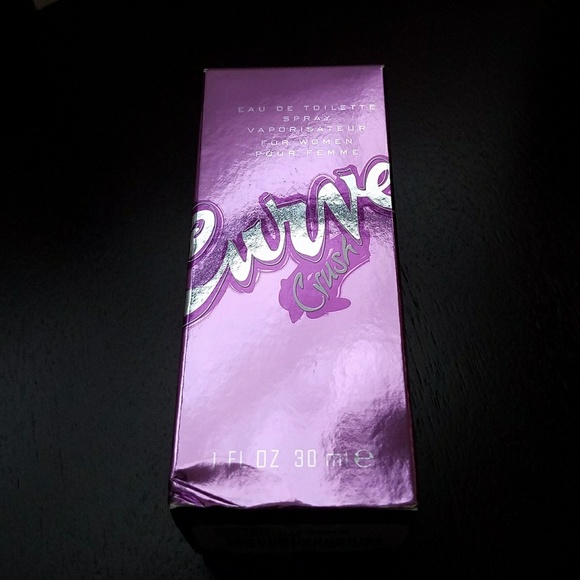 EAU DE TOILETTE
SPRAY
VAPORISATEUR
FOR WOMEN
POUR FEMME
Curve
Crush
1 FL OZ 30 ml ℮